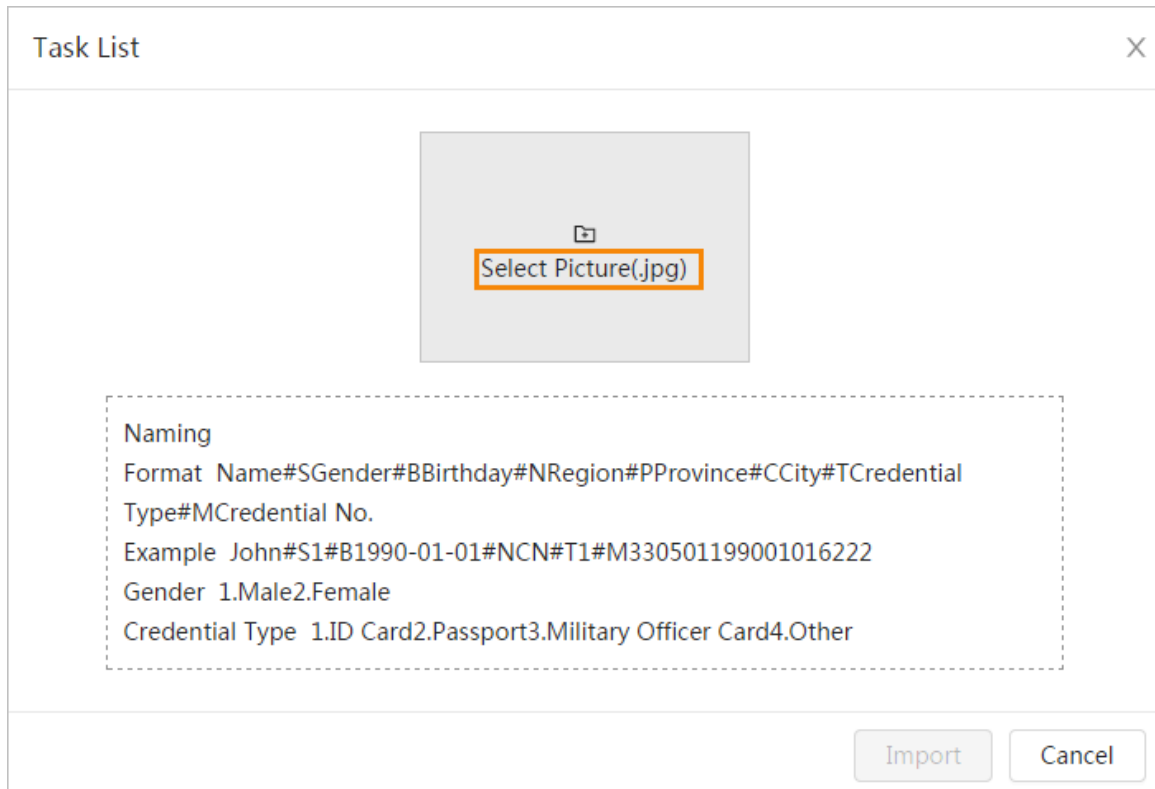 Task List
X
Select Picture(.jpg)
Naming
Format  Name#SGender#BBirthday#NRegion#PProvince#CCity#TCredential
Type#MCredential No.
Example  John#S1#B1990-01-01#NCN#T1#M330501199001016222
Gender  1.Male2.Female
Credential Type  1.ID Card2.Passport3.Military Officer Card4.Other
Import
Cancel